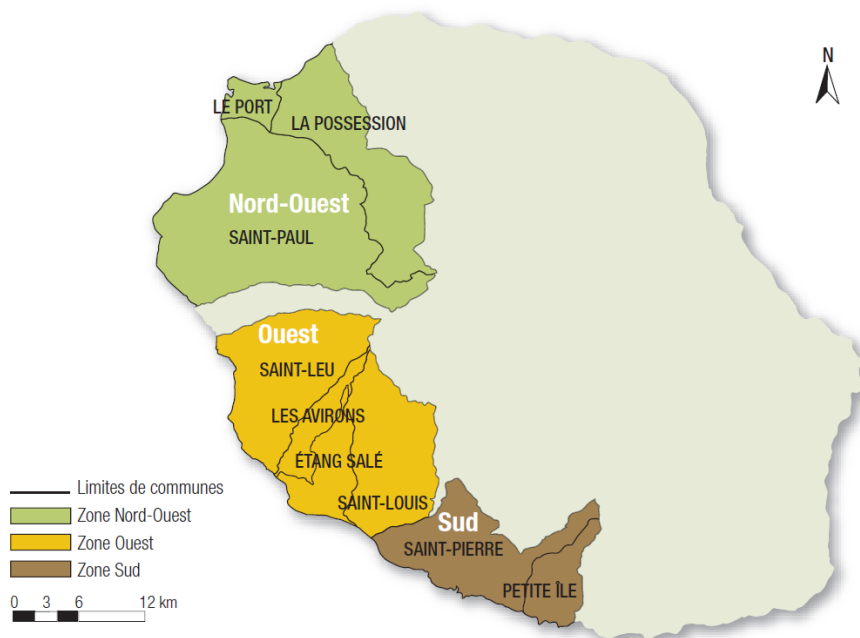 N
LE PORT
LA POSSESSION
Nord-Ouest
SAINT-PAUL
Ouest
SAINT-LEU
LES AVIRONS
ÉTANG SALÉ
SAINT-LOUIS
Sud
SAINT-PIERRE
PETITE ÎLE
Limites de communes
Zone Nord-Ouest
Zone Ouest
Zone Sud
0 3 6 12 km